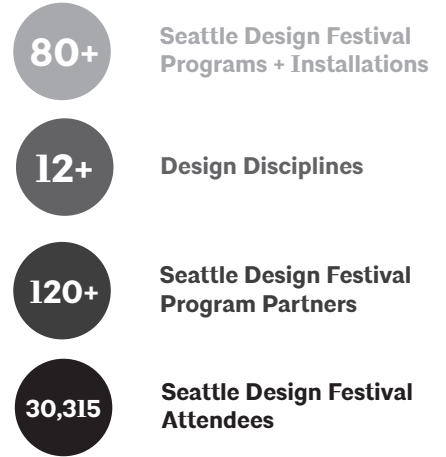 80+
Seattle Design Festival
Programs + Installations
12+
Design Disciplines
120+
Seattle Design Festival
Program Partners
30,315
Seattle Design Festival
Attendees